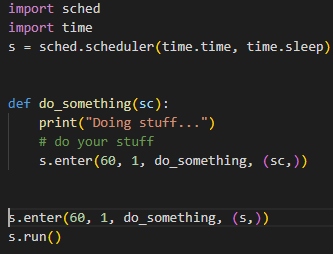 import sched
import time
s = sched.scheduler(time.time, time.sleep)
def do_something(sc):
    print("Doing stuff...")
    # do your stuff
    s.enter(60, 1, do_something, (sc,))
s.enter(60, 1, do_something, (s,))
s.run()